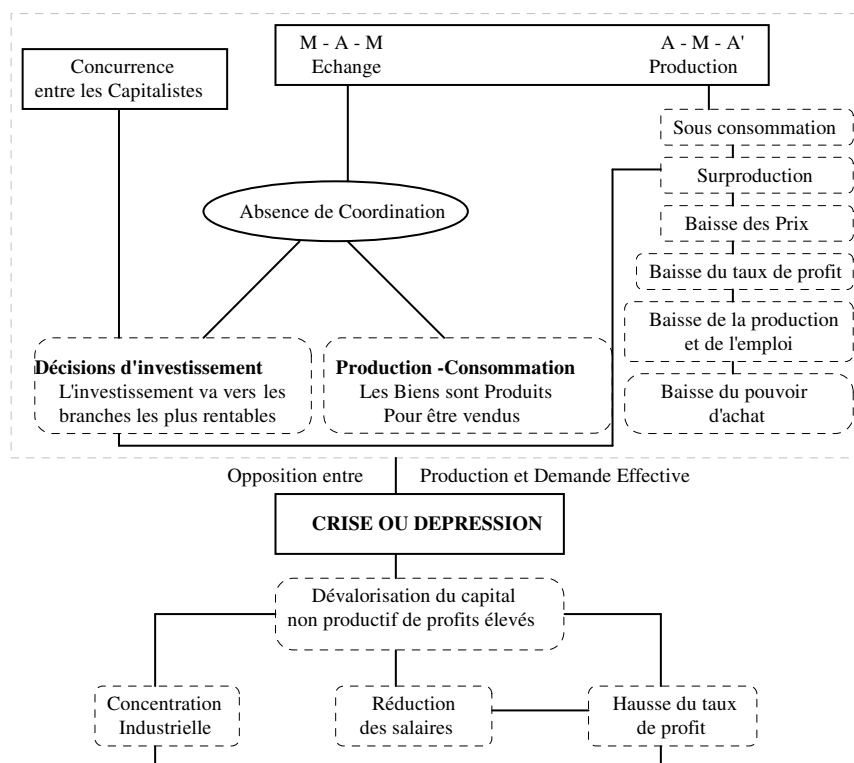 Concurrence
entre les Capitalistes
M - A - M
Echange
A - M - A'
Production
Sous consommation
Surproduction
Baisse des Prix
Baisse du taux de profit
Baisse de la production
et de l'emploi
Baisse du pouvoir
d'achat
Absence de Coordination
Décisions d'investissement
L'investissement va vers les
branches les plus rentables
Production -Consommation
Les Biens sont Produits
Pour être vendus
Opposition entre
Production et Demande Effective
CRISE OU DEPRESSION
Dévalorisation du capital
non productif de profits élevés
Concentration
Industrielle
Réduction
des salaires
Hausse du taux
de profit